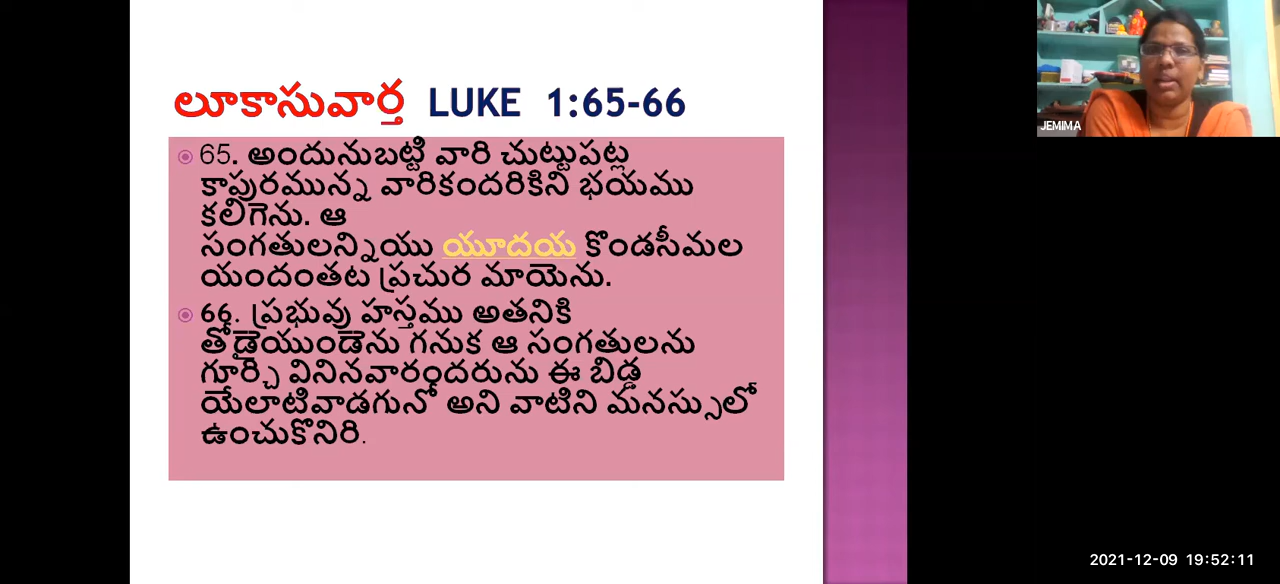 లూకాసువార్త LUKE 1:65-66
65. అందునుబట్టి వారి చుట్టుపట్ల
కాపురమున్న వారికందరికిని భయము
కలిగెను. ఆ
సంగతులన్నియు యూదయ కొండసీమల
యందంతట ప్రచుర మాయెను.
66. ప్రభువు హస్తము అతనికి
తోడైయుండెను గనుక ఆ సంగతులను
గూర్చి వినినవారందరును ఈ బిడ్డ
యేలాటివాడగునో అని వాటిని మనస్సులో
ఉంచుకొనిరి.
JEMIMA
2021-12-09 19:52:11